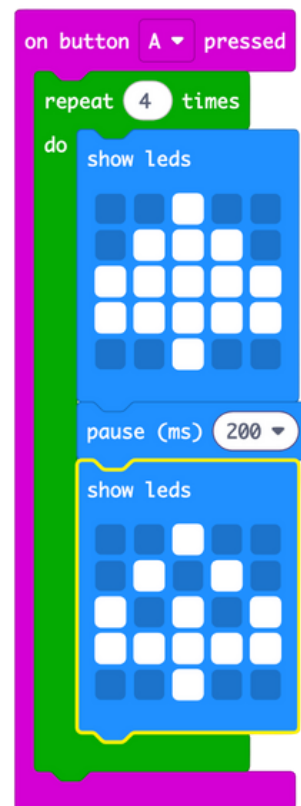 on button A pressed
repeat 4 times
do
show leds
pause (ms) 200
show leds